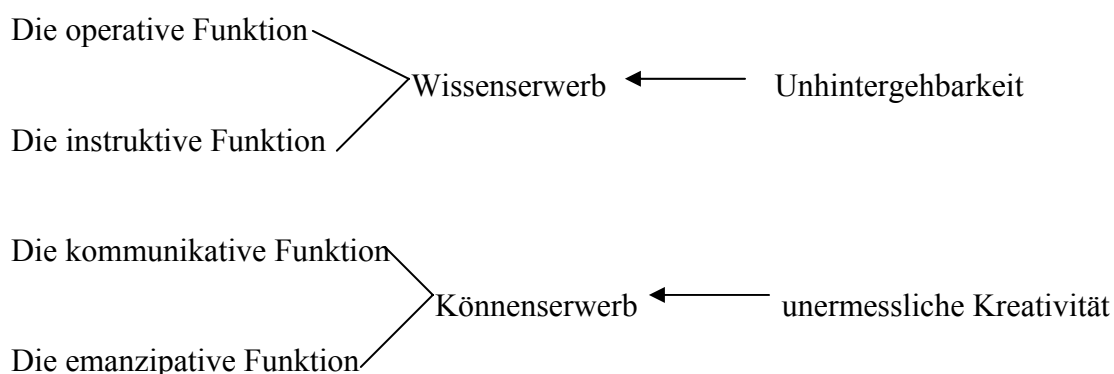 Die operative Funktion
Wissenserwerb Unhintergehbarkeit
Die instruktive Funktion
Die kommunikative Funktion
Könnenserwerb unermessliche Kreativität
Die emanzipative Funktion